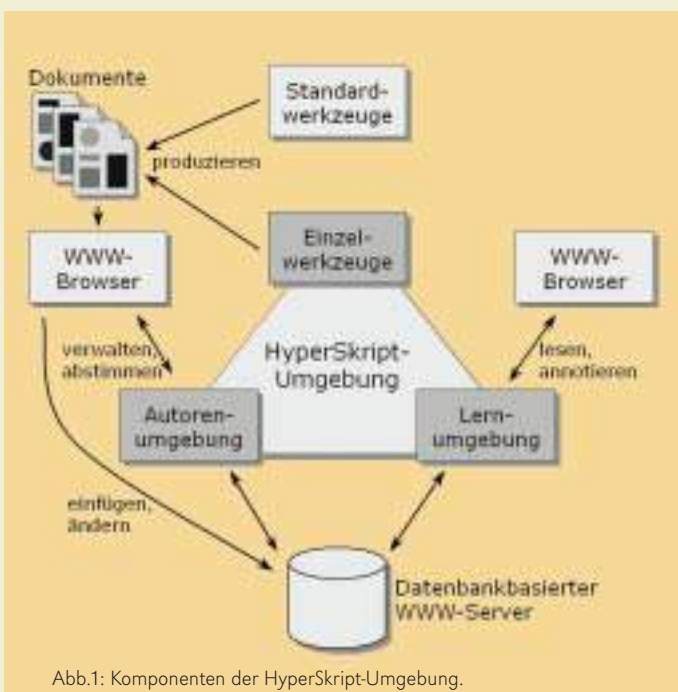 Dokumente
Standard-
werkzeuge
produzieren
WWW-
Browser
Einzel-
werkzeuge
WWW-
Browser
verwalten,
abstimmen
HyperSkript-
Umgebung
lesen,
annotieren
Autoren-
umgebung
Lern-
umgebung
einfügen,
ändern
Datenbankbasierter
WWW-Server
Abb.1: Komponenten der HyperSkript-Umgebung.